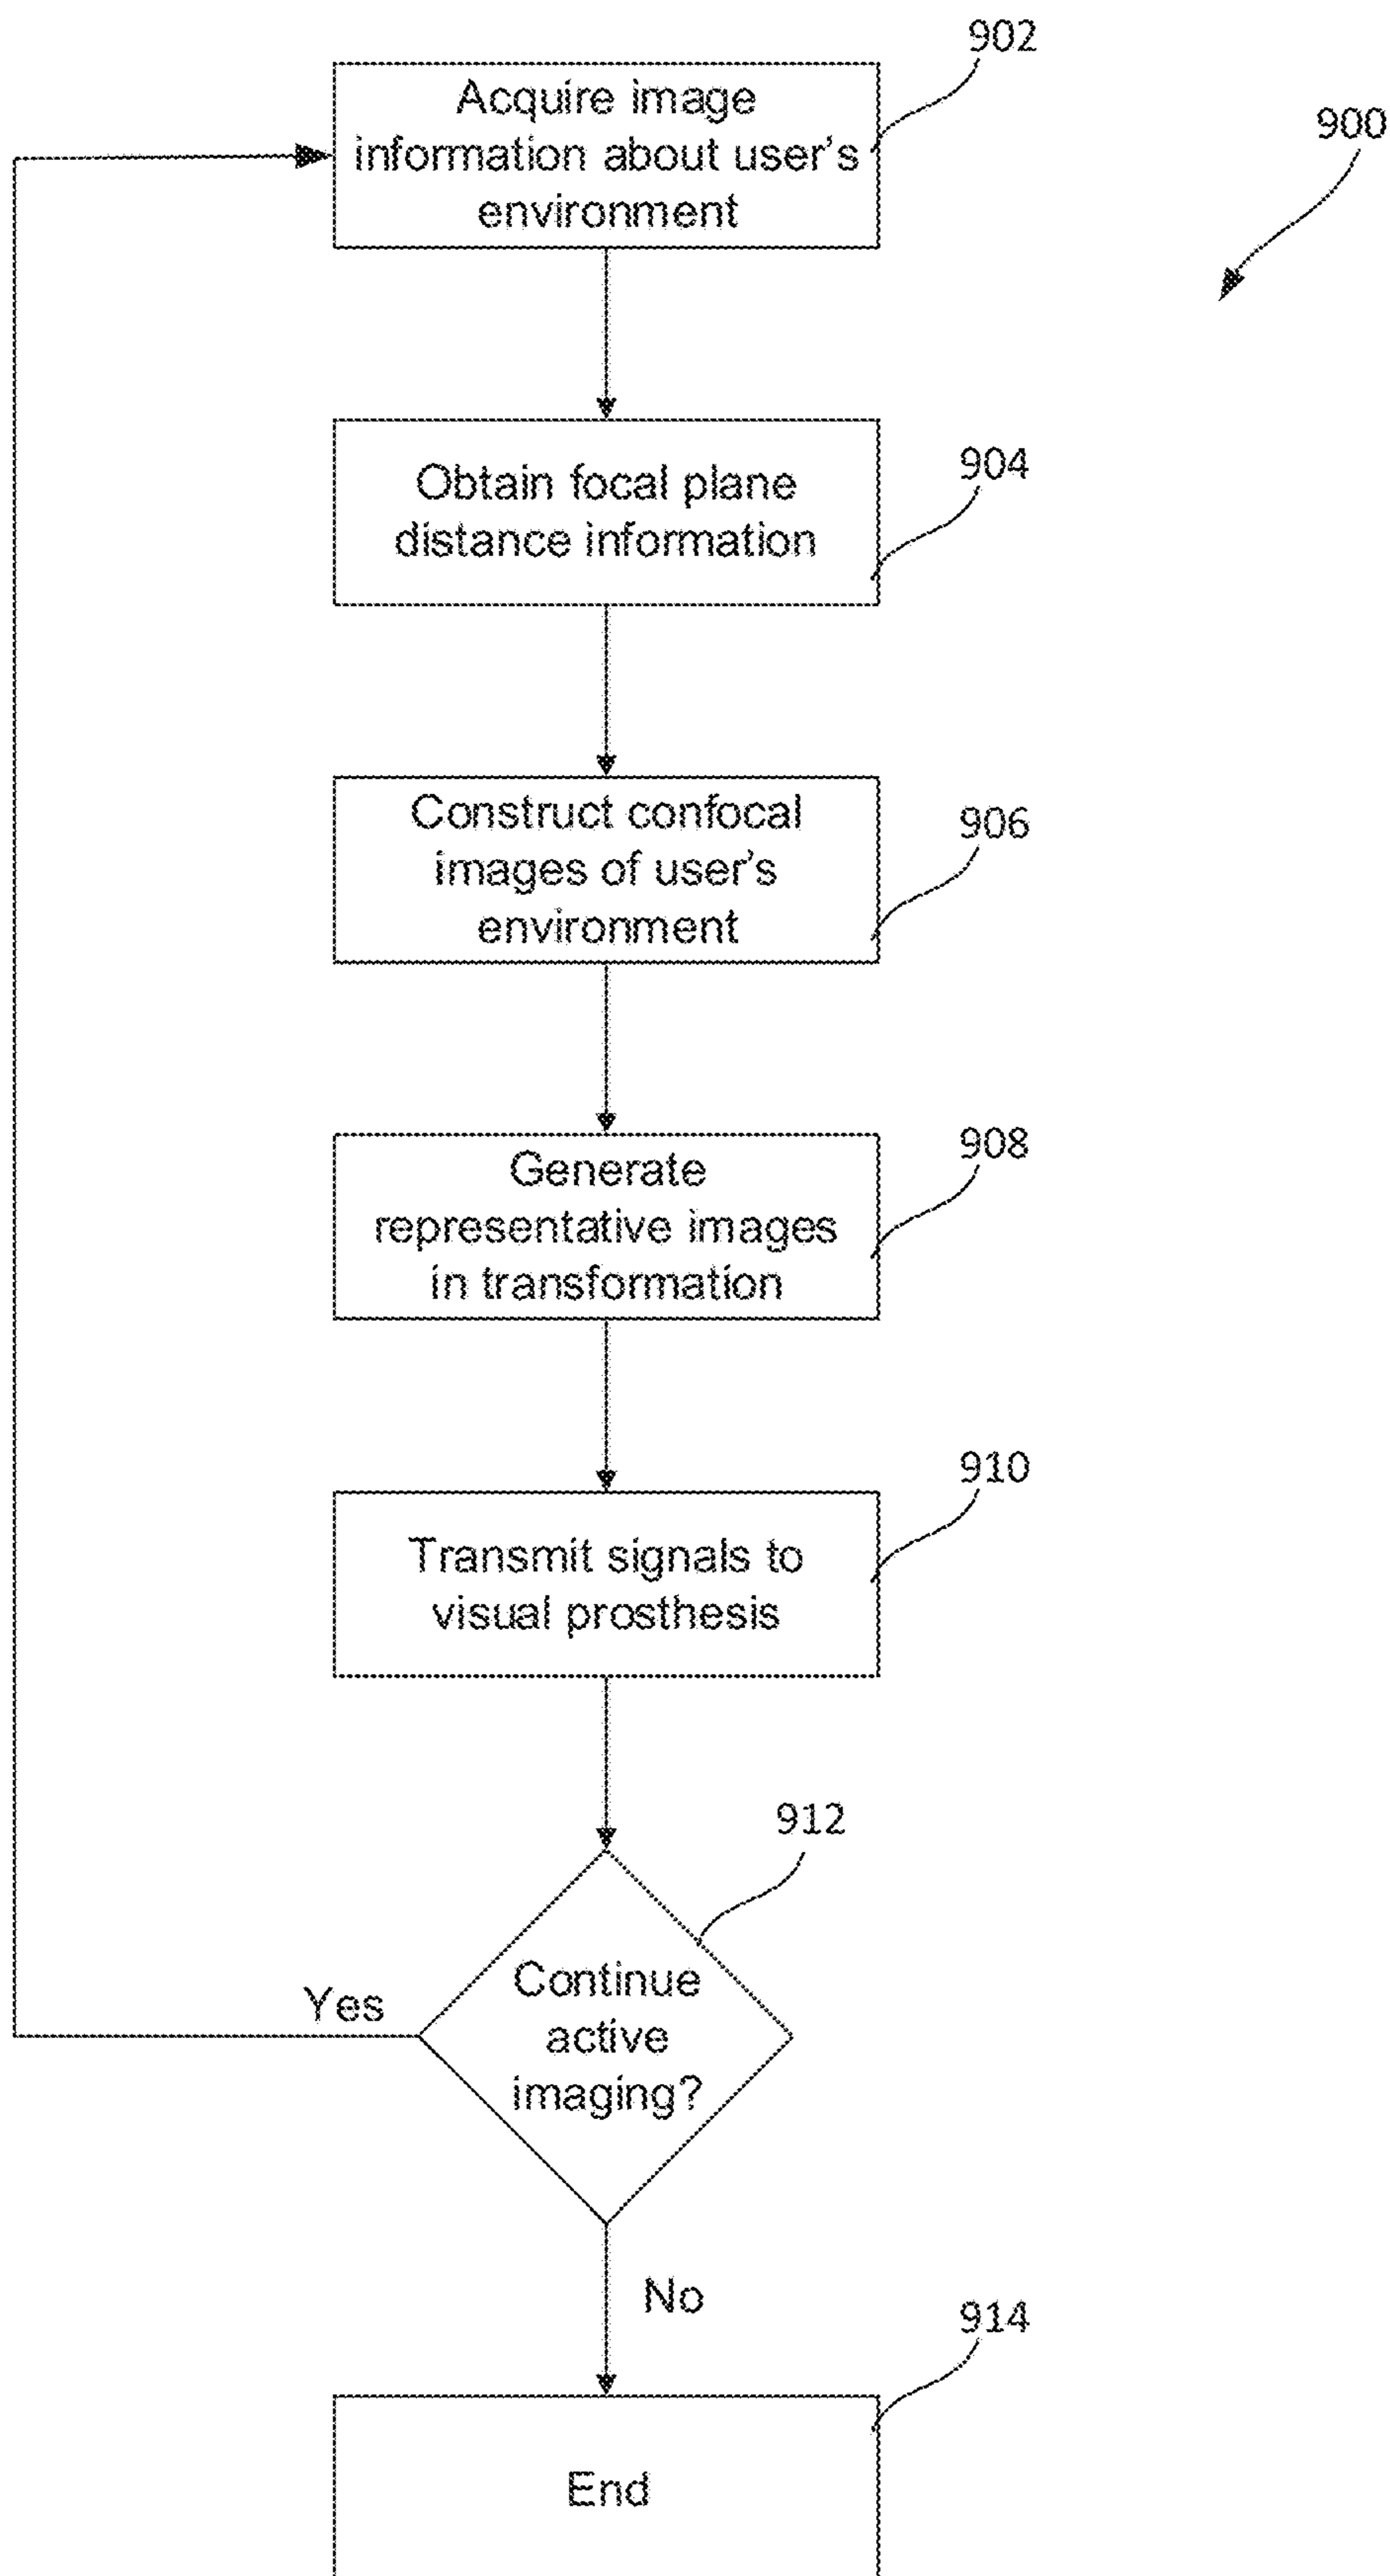 902
900
Acquire image
information about user's
environment
904
Obtain focal plane
distance information
906
Construct confocal
images of user's
environment
908
Generate
representative images
in transformation
910
Transmit signals to
visual prosthesis
912
Continue
active
imaging?
Yes
No
914
End